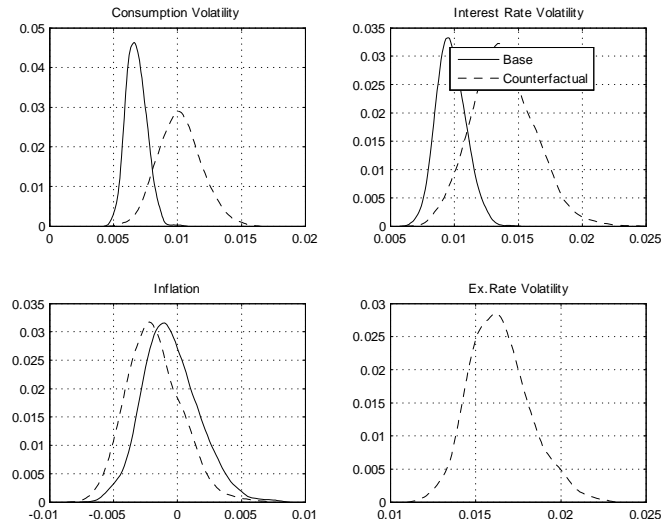 Consumption Volatility
0.05
0.04
0.03
0.02
0.01
0
0 0.005 0.01 0.015 0.02
Interest Rate Volatility
0.035
0.03
0.025
0.02
0.015
0.01
0.005
0
0.005 0.01 0.015 0.02 0.025
Base
Counterfactual
Inflation
0.035
0.03
0.025
0.02
0.015
0.01
0.005
0
-0.01 -0.005 0 0.005 0.01
Ex.Rate Volatility
0.03
0.025
0.02
0.015
0.01
0.005
0
0.01 0.015 0.02 0.025